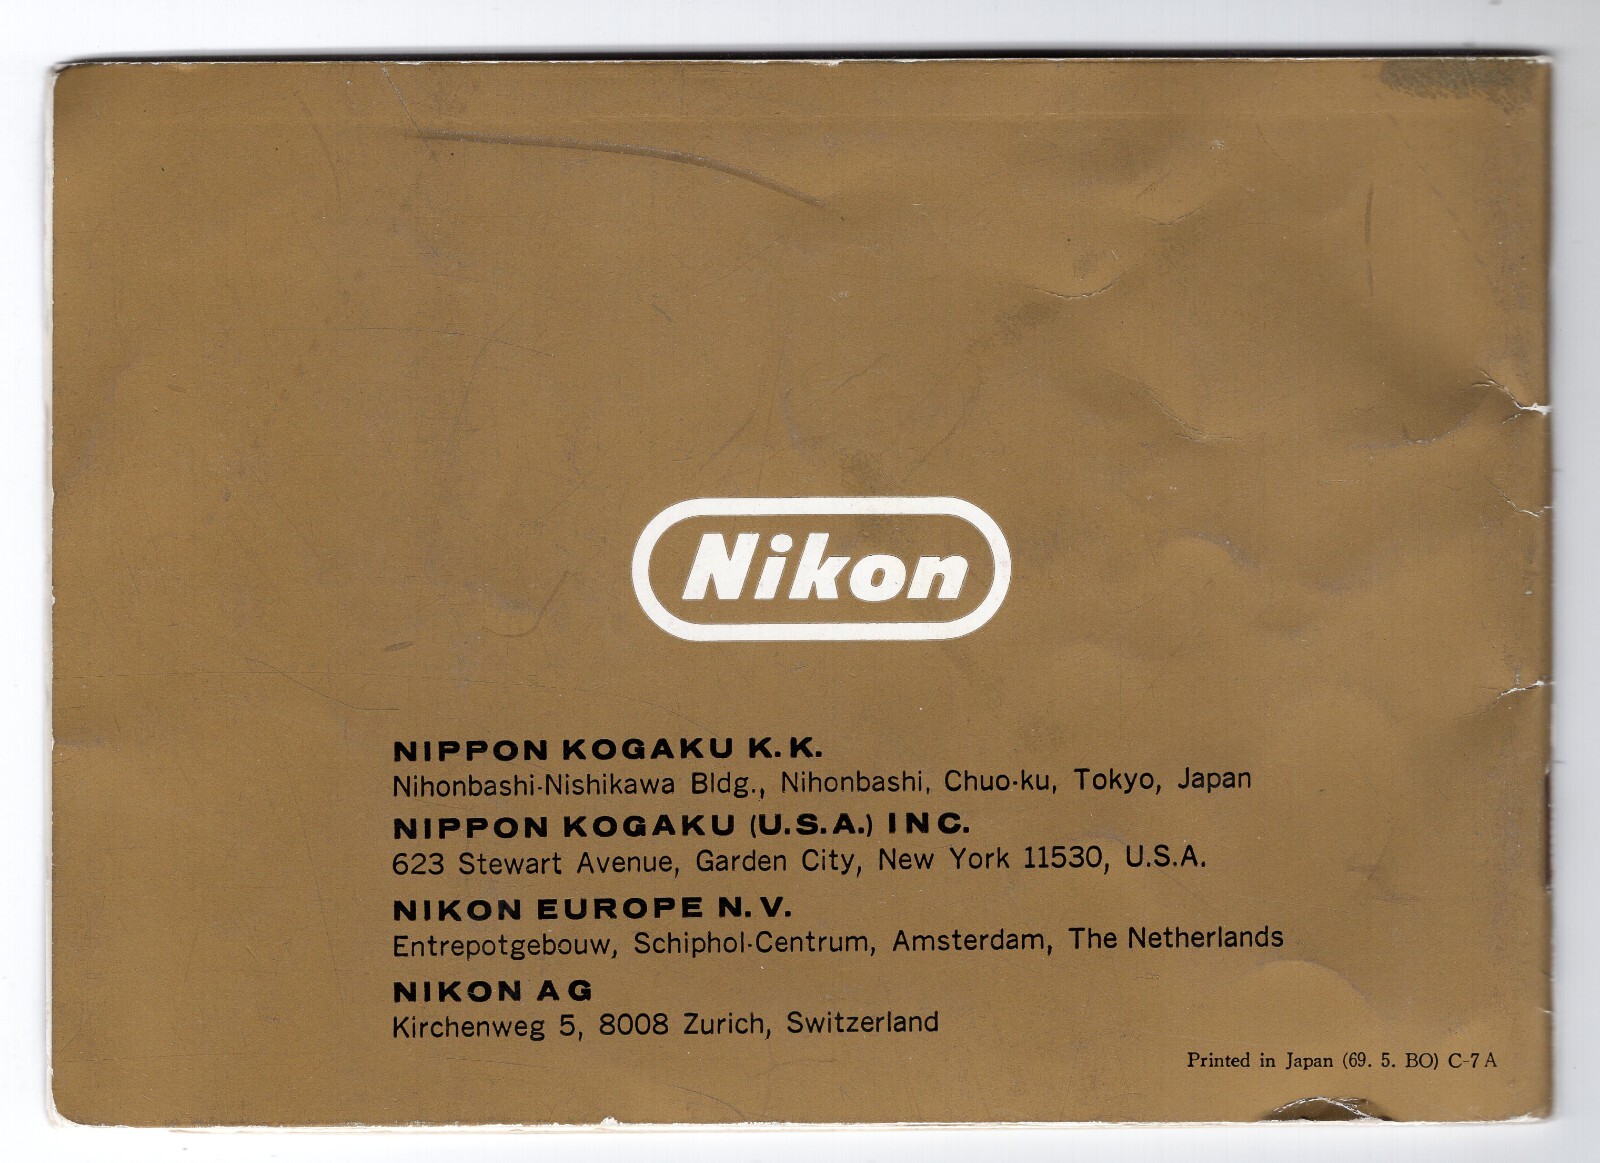 Nikon
NIPPON KOGAKU K.K.
Nihonbashi-Nishikawa Bldg., Nihonbashi, Chuo-ku, Tokyo, Japan
NIPPON KOGAKU (U.S.A.) INC.
623 Stewart Avenue, Garden City, New York 11530, U.S.A.
NIKON EUROPE N.V.
Entrepotgebouw, Schiphol-Centrum, Amsterdam, The Netherlands
NIKON AG
Kirchenweg 5, 8008 Zurich, Switzerland
Printed in Japan (69. 5. BO) C-7 A